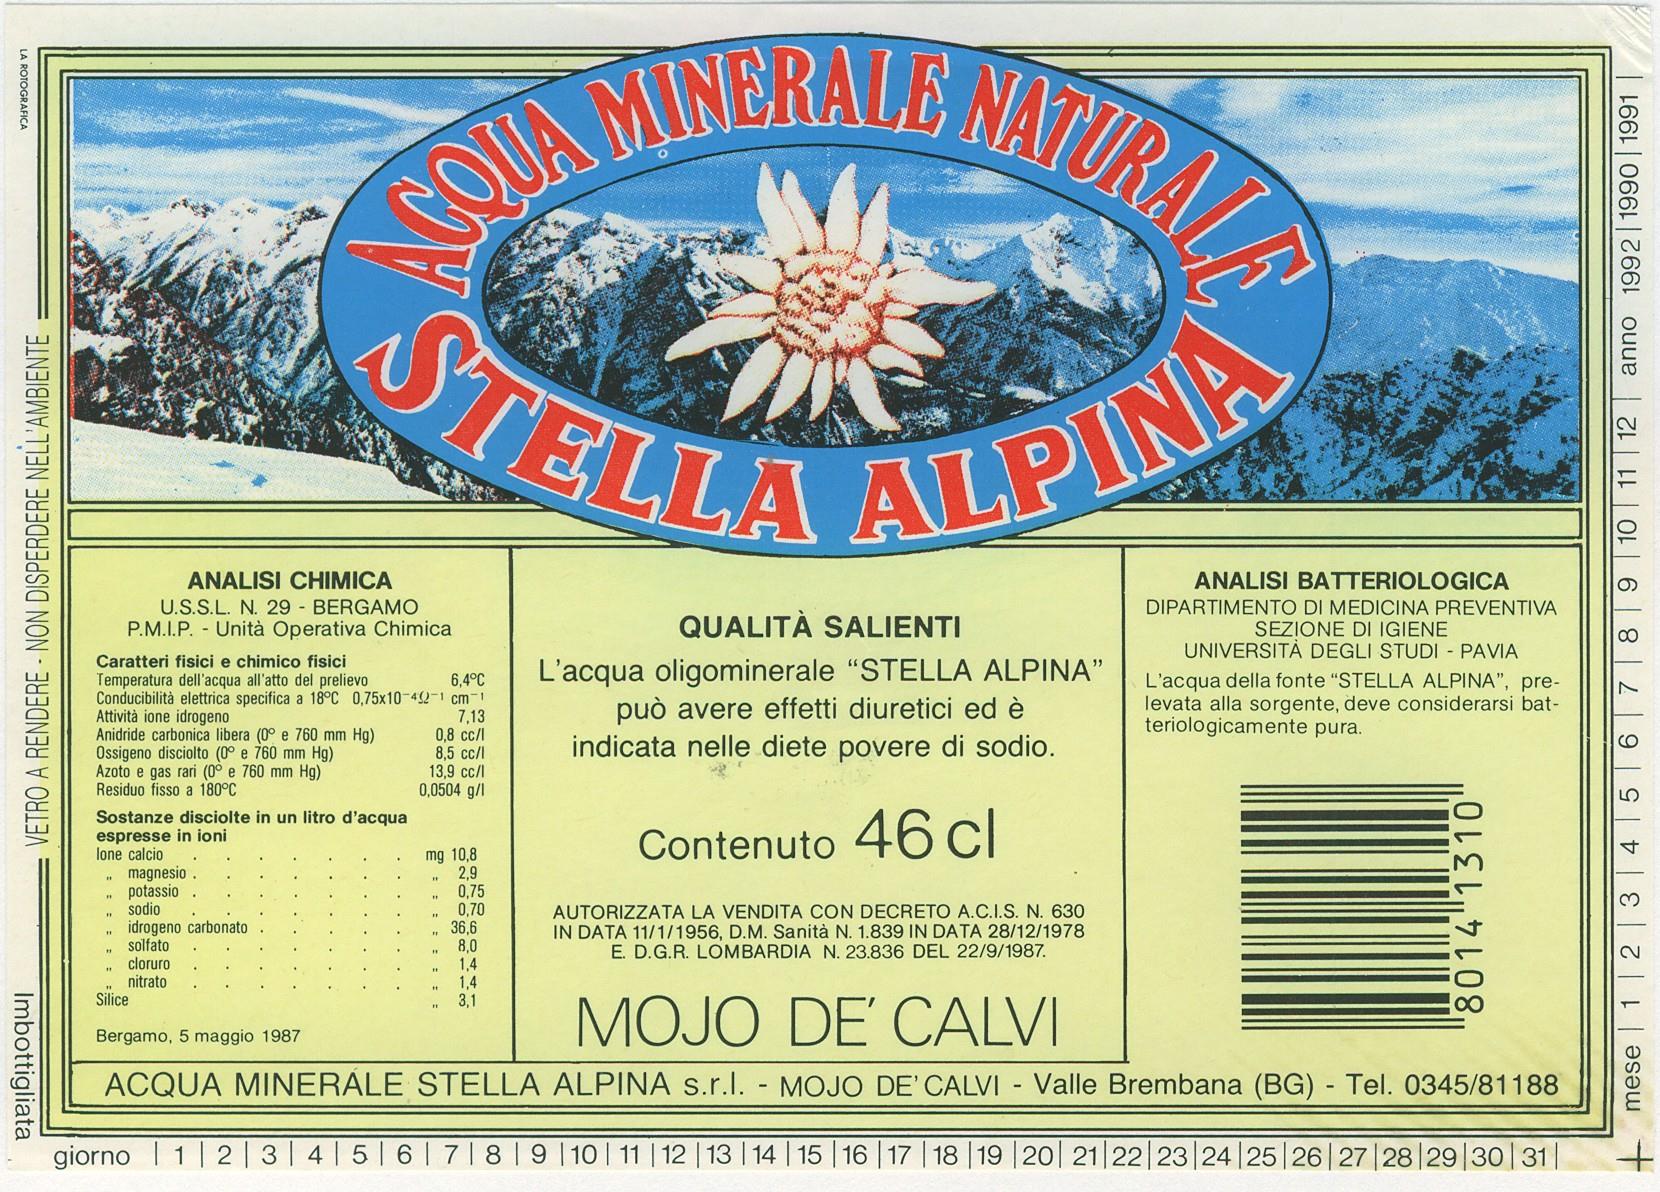 LA ROTOGRAFICA
ACQUA MINERALE NATURALE
STELLA ALPINA
VETRO A RENDERE - NON DISPERDERE NELL'AMBIENTE
Imbottigliata
ANALISI CHIMICA
U.S.S.L. N. 29 - BERGAMO
P.M.I.P. - Unità Operativa Chimica
Caratteri fisici e chimico fisici
Temperatura dell'acqua all'atto del prelievo 6,4°C
Conducibilità elettrica specifica a 18°C 0,75x10⁻⁴Ω⁻¹ cm⁻¹
Attività ione idrogeno 7,13
Anidride carbonica libera (0° e 760 mm Hg) 0,8 cc/l
Ossigeno disciolto (0° e 760 mm Hg) 8,5 cc/l
Azoto e gas rari (0° e 760 mm Hg) 13,9 cc/l
Residuo fisso a 180°C 0,0504 g/l
Sostanze disciolte in un litro d'acqua
espresse in ioni
Ione calcio . . . . . . . mg 10,8
„ magnesio . . . . . . . „ 2,9
„ potassio . . . . . . . „ 0,75
„ sodio . . . . . . . „ 0,70
„ idrogeno carbonato . . . . . „ 36,6
„ solfato . . . . . . . „ 8,0
„ cloruro . . . . . . . „ 1,4
„ nitrato . . . . . . . „ 1,4
Silice „ 3,1
Bergamo, 5 maggio 1987
QUALITÀ SALIENTI
L'acqua oligominerale “STELLA ALPINA”
può avere effetti diuretici ed è
indicata nelle diete povere di sodio.
Contenuto 46 cl
AUTORIZZATA LA VENDITA CON DECRETO A.C.I.S. N. 630
IN DATA 11/1/1956, D.M. Sanità N. 1.839 IN DATA 28/12/1978
E. D.G.R. LOMBARDIA N. 23.836 DEL 22/9/1987.
MOJO DE' CALVI
ANALISI BATTERIOLOGICA
DIPARTIMENTO DI MEDICINA PREVENTIVA
SEZIONE DI IGIENE
UNIVERSITÀ DEGLI STUDI - PAVIA
L'acqua della fonte “STELLA ALPINA”, pre-
levata alla sorgente, deve considerarsi bat-
teriologicamente pura.
80141310
ACQUA MINERALE STELLA ALPINA s.r.l. - MOJO DE' CALVI - Valle Brembana (BG) - Tel. 0345/81188
giorno | 1 | 2 | 3 | 4 | 5 | 6 | 7 | 8 | 9 | 10 | 11 | 12 | 13 | 14 | 15 | 16 | 17 | 18 | 19 | 20 | 21 | 22 | 23 | 24 | 25 | 26 | 27 | 28 | 29 | 30 | 31 |
mese | 1 | 2 | 3 | 4 | 5 | 6 | 7 | 8 | 9 | 10 | 11 | 12 | anno 1992 | 1990 | 1991 |